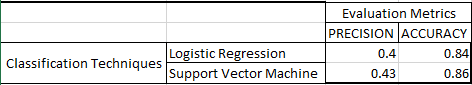 Evaluation Metrics
PRECISION ACCURACY
Classification Techniques
Logistic Regression 0.4 0.84
Support Vector Machine 0.43 0.86